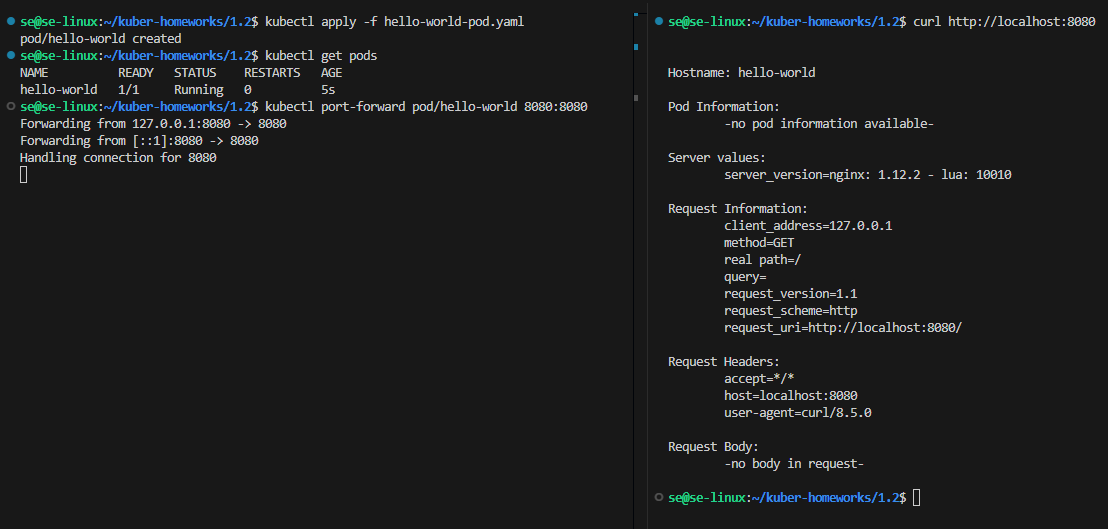 se@se-linux:~/kuber-homeworks/1.2$ kubectl apply -f hello-world-pod.yaml
pod/hello-world created
se@se-linux:~/kuber-homeworks/1.2$ kubectl get pods
NAME          READY   STATUS    RESTARTS   AGE
hello-world   1/1     Running   0          5s
se@se-linux:~/kuber-homeworks/1.2$ kubectl port-forward pod/hello-world 8080:8080
Forwarding from 127.0.0.1:8080 -> 8080
Forwarding from [::1]:8080 -> 8080
Handling connection for 8080
se@se-linux:~/kuber-homeworks/1.2$ curl http://localhost:8080
Hostname: hello-world
Pod Information:
        -no pod information available-
Server values:
        server_version=nginx: 1.12.2 - lua: 10010
Request Information:
        client_address=127.0.0.1
        method=GET
        real path=/
        query=
        request_version=1.1
        request_scheme=http
        request_uri=http://localhost:8080/
Request Headers:
        accept=*/*
        host=localhost:8080
        user-agent=curl/8.5.0
Request Body:
        -no body in request-
se@se-linux:~/kuber-homeworks/1.2$